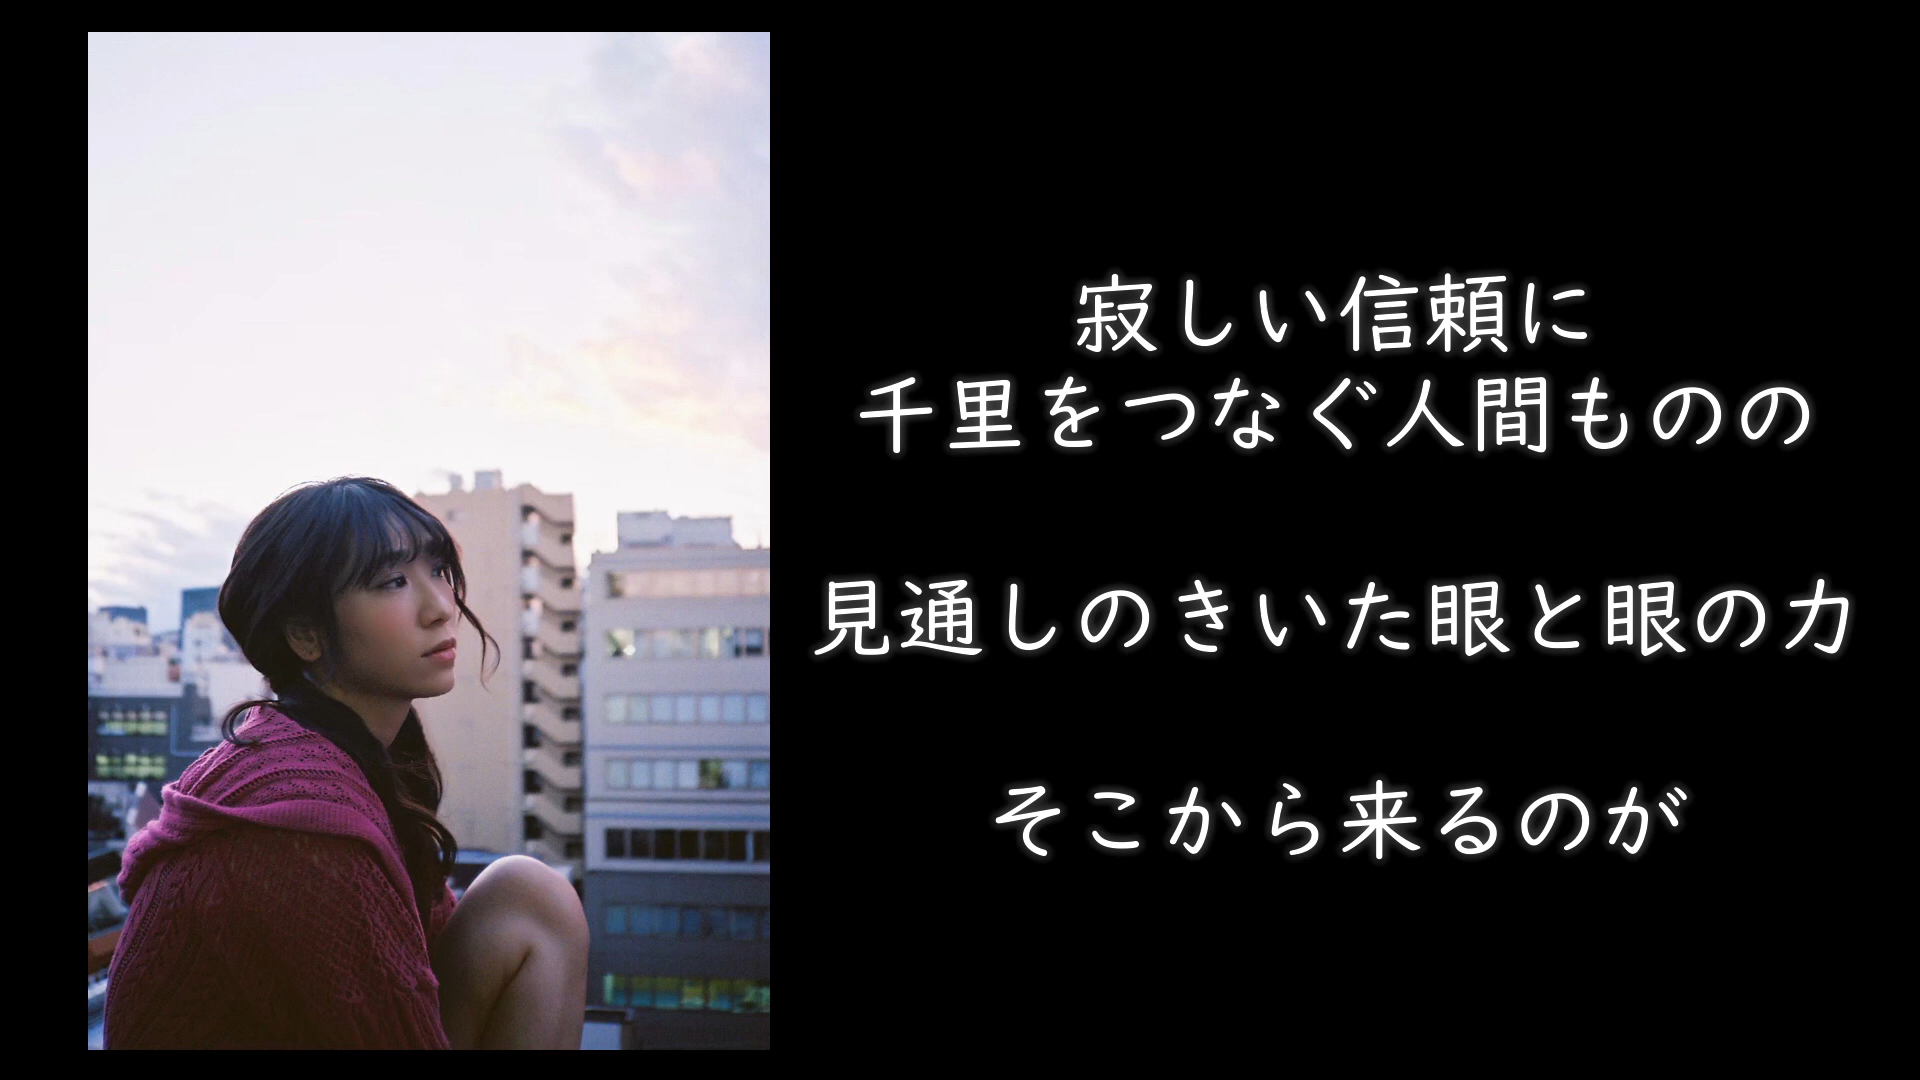 寂しい信頼に
千里をつなぐ人間ものの
見通しのきいた眼と眼の力
そこから来るのが